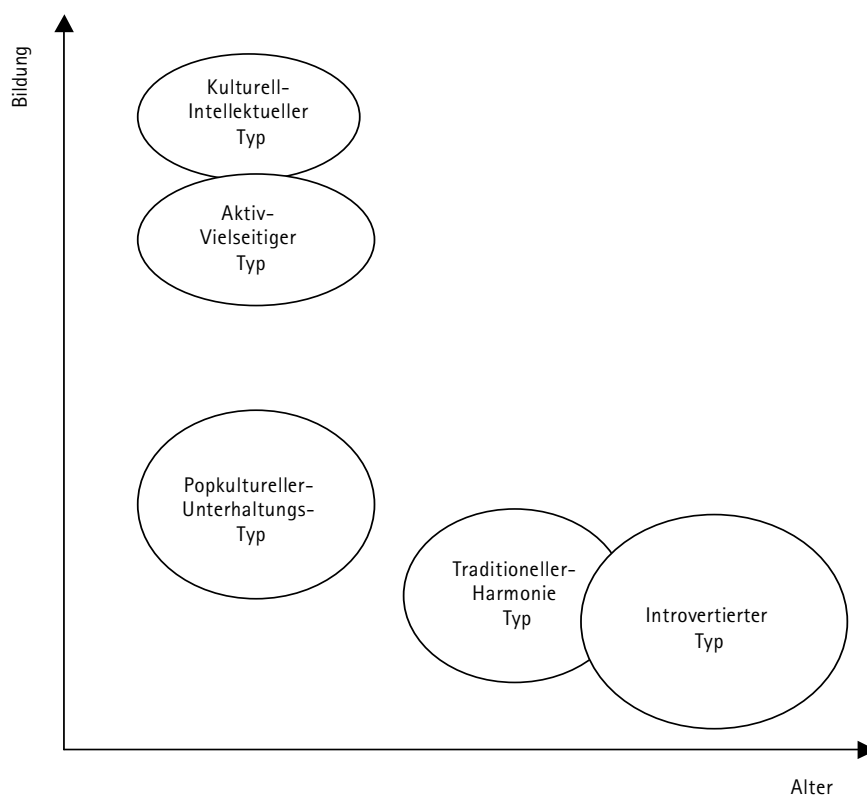 Bildung
Kulturell-
Intellektueller
Typ
Aktiv-
Vielseitiger
Typ
Popkultureller-
Unterhaltungs-
Typ
Traditioneller-
Harmonie
Typ
Introvertierter
Typ
Alter